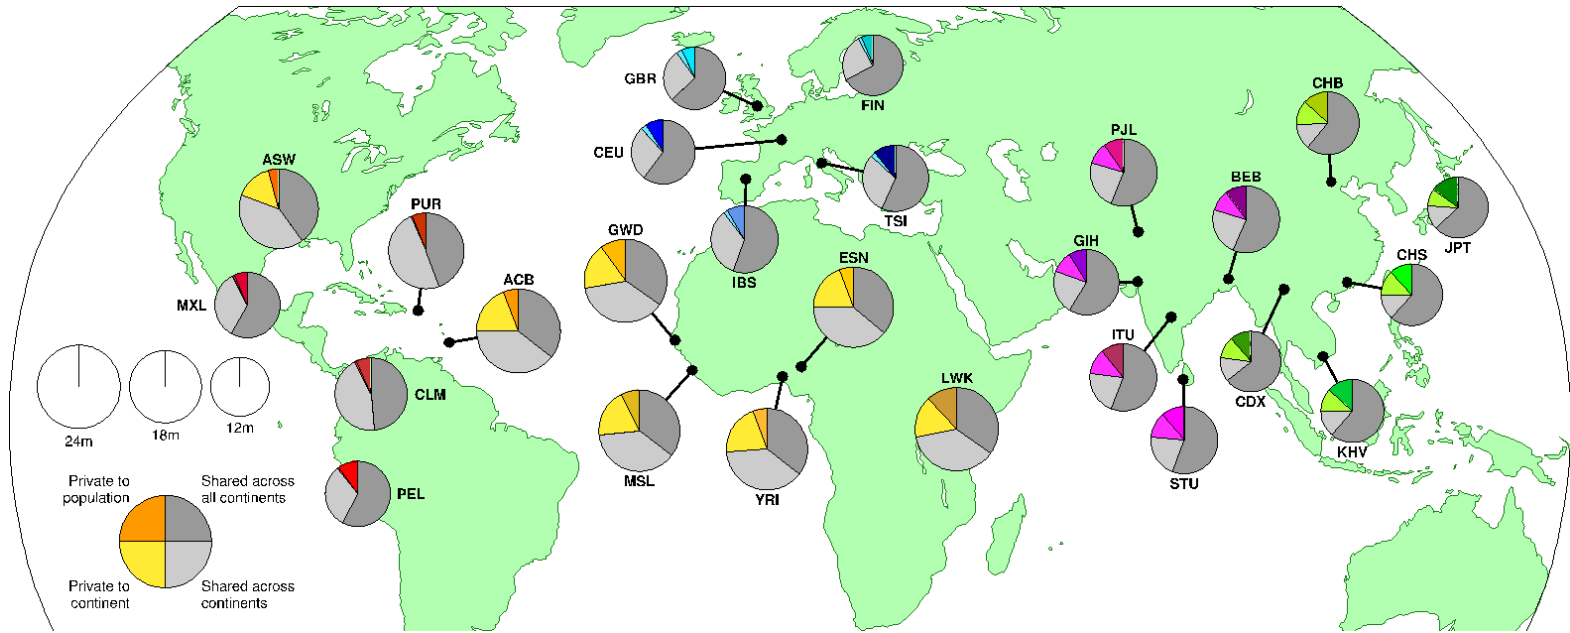 GBR
FIN
CHB
CEU
PJL
ASW
BEB
PUR
TSI
GWD
GIH
JPT
CHS
ESN
IBS
ACB
MXL
ITU
CLM
LWK
CDX
24m
18m
12m
KHV
MSL
STU
YRI
PEL
Private to
population
Shared across
all continents
Private to
continent
Shared across
continents